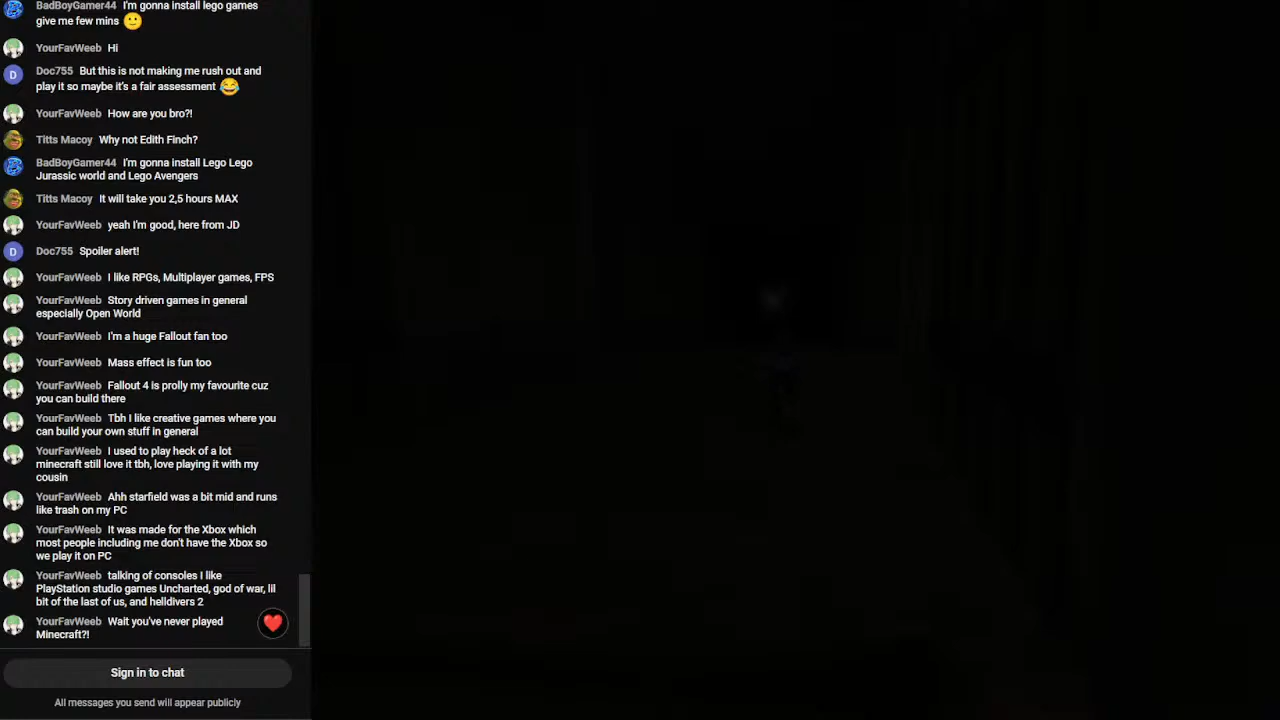 BadBoyGamer44 I'm gonna install lego games
give me few mins 🙂
YourFavWeeb Hi
D Doc755 But this is not making me rush out and
play it so maybe it's a fair assessment 😂
YourFavWeeb How are you bro?!
Titts Macoy Why not Edith Finch?
BadBoyGamer44 I'm gonna install Lego Lego
Jurassic world and Lego Avengers
Titts Macoy It will take you 2,5 hours MAX
YourFavWeeb yeah I'm good, here from JD
D Doc755 Spoiler alert!
YourFavWeeb I like RPGs, Multiplayer games, FPS
YourFavWeeb Story driven games in general
especially Open World
YourFavWeeb I'm a huge Fallout fan too
YourFavWeeb Mass effect is fun too
YourFavWeeb Fallout 4 is prolly my favourite cuz
you can build there
YourFavWeeb Tbh I like creative games where you
can build your own stuff in general
YourFavWeeb I used to play heck of a lot
minecraft still love it tbh, love playing it with my
cousin
YourFavWeeb Ahh starfield was a bit mid and runs
like trash on my PC
YourFavWeeb It was made for the Xbox which
most people including me don't have the Xbox so
we play it on PC
YourFavWeeb talking of consoles I like
PlayStation studio games Uncharted, god of war, lil
bit of the last of us, and helldivers 2
YourFavWeeb Wait you've never played
Minecraft?!
Sign in to chat
All messages you send will appear publicly